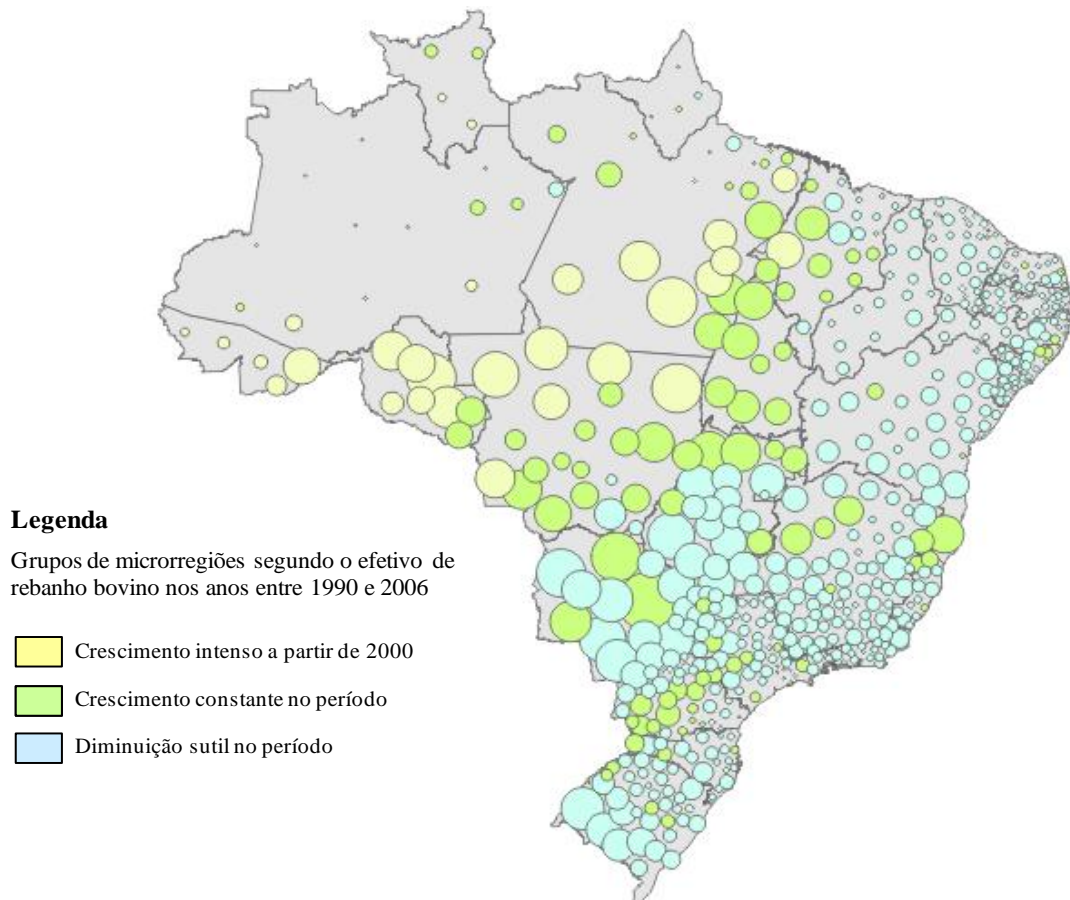 Legenda
Grupos de microrregiões segundo o efetivo de
rebanho bovino nos anos entre 1990 e 2006
Crescimento intenso a partir de 2000
Crescimento constante no período
Diminuição sutil no período